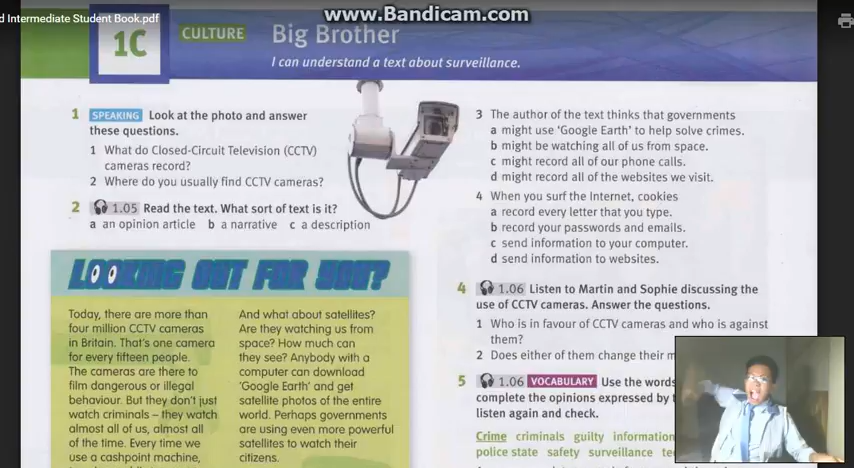 www.Bandicam.com
d Intermediate Student Book.pdf
1C
CULTURE
Big Brother
I can understand a text about surveillance.
1 SPEAKING Look at the photo and answer
these questions.
1 What do Closed-Circuit Television (CCTV)
cameras record?
2 Where do you usually find CCTV cameras?
2 1.05 Read the text. What sort of text is it?
a an opinion article b a narrative c a description
LOOKING OUT FOR YOU?
Today, there are more than
four million CCTV cameras
in Britain. That's one camera
for every fifteen people.
The cameras are there to
film dangerous or illegal
behaviour. But they don't just
watch criminals – they watch
almost all of us, almost all
of the time. Every time we
use a cashpoint machine,
And what about satellites?
Are they watching us from
space? How much can
they see? Anybody with a
computer can download
'Google Earth' and get
satellite photos of the entire
world. Perhaps governments
are using even more powerful
satellites to watch their
citizens.
3 The author of the text thinks that governments
a might use 'Google Earth' to help solve crimes.
b might be watching all of us from space.
c might record all of our phone calls.
d might record all of the websites we visit.
4 When you surf the Internet, cookies
a record every letter that you type.
b record your passwords and emails.
c send information to your computer.
d send information to websites.
4 1.06 Listen to Martin and Sophie discussing the
use of CCTV cameras. Answer the questions.
1 Who is in favour of CCTV cameras and who is against
them?
2 Does either of them change their
5 1.06 VOCABULARY Use the words
complete the opinions expressed by
listen again and check.
Crime criminals guilty information
police state safety surveillance